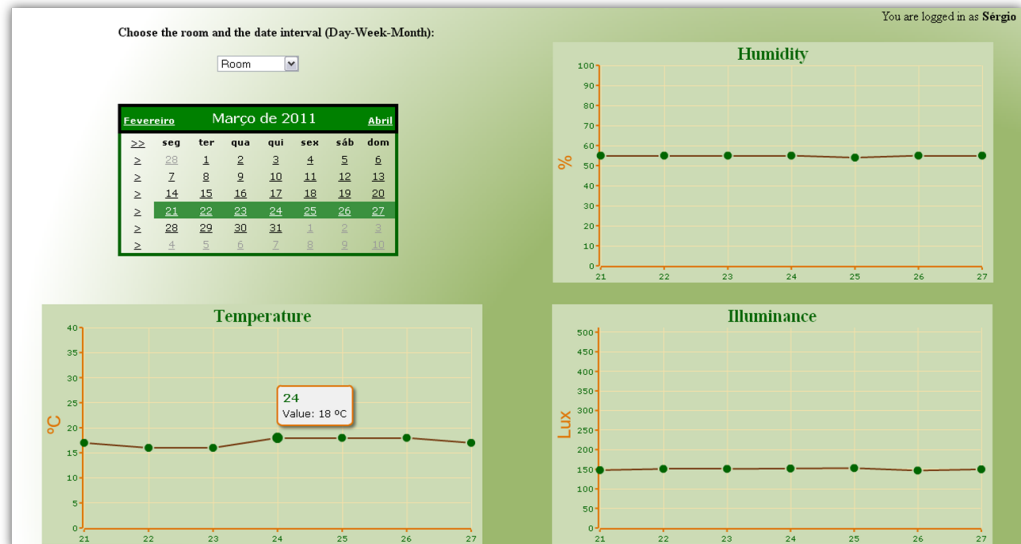 You are logged in as Sérgio
Choose the room and the date interval (Day-Week-Month):
Room
Fevereiro Março de 2011 Abril
>> seg ter qua qui sex sáb dom
> 28 1 2 3 4 5 6
> 7 8 9 10 11 12 13
> 14 15 16 17 18 19 20
> 21 22 23 24 25 26 27
> 28 29 30 31 1 2 3
> 4 5 6 7 8 9 10
Humidity
%
100
90
80
70
60
50
40
30
20
10
0
21 22 23 24 25 26 27
Temperature
ºC
40
35
30
25
20
15
10
5
0
24
Value: 18 ºC
21 22 23 24 25 26 27
Illuminance
Lux
500
450
400
350
300
250
200
150
100
50
0
21 22 23 24 25 26 27